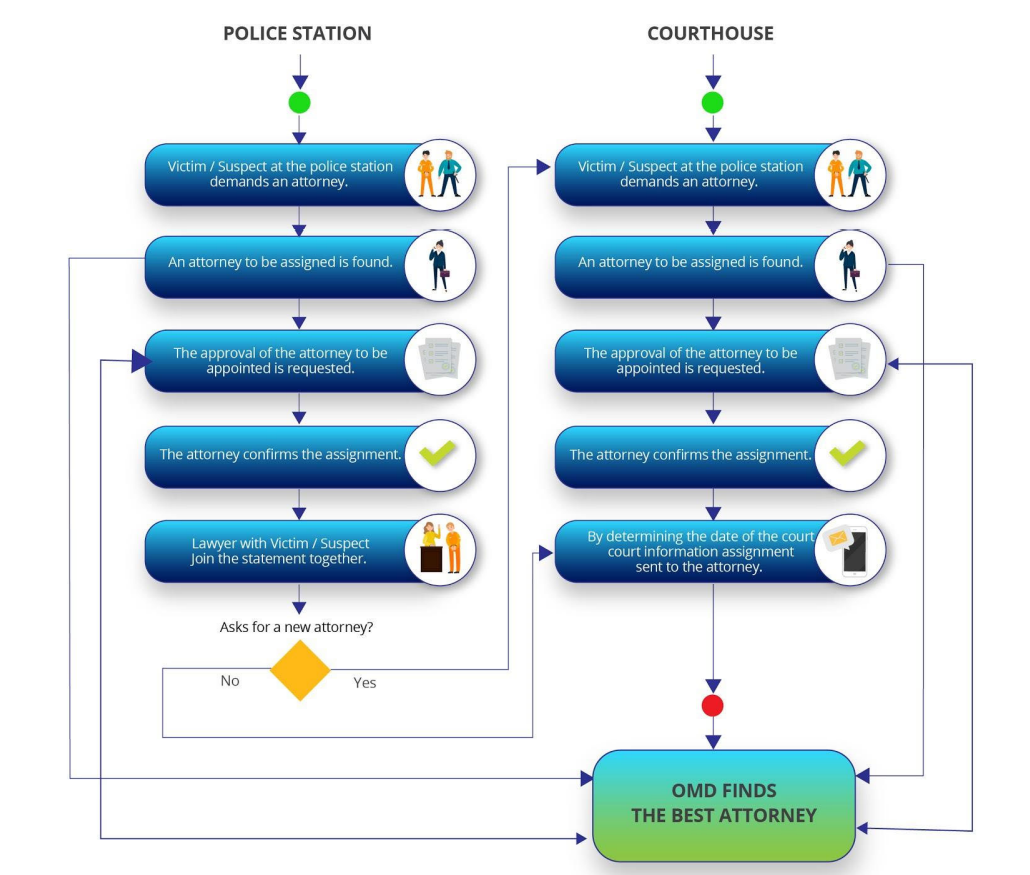 POLICE STATION
Victim / Suspect at the police station
demands an attorney.
An attorney to be assigned is found.
The approval of the attorney to be
appointed is requested.
The attorney confirms the assignment.
Lawyer with Victim / Suspect
Join the statement together.
Asks for a new attorney?
No
Yes
COURTHOUSE
Victim / Suspect at the police station
demands an attorney.
An attorney to be assigned is found.
The approval of the attorney to be
appointed is requested.
The attorney confirms the assignment.
By determining the date of the court
court information assignment
sent to the attorney.
OMD FINDS
THE BEST ATTORNEY